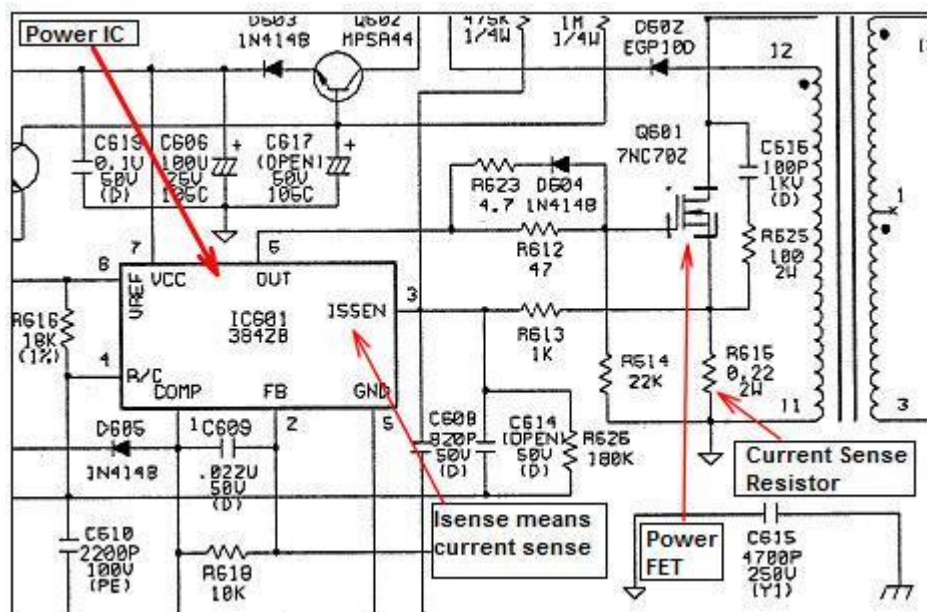 Power IC
D603
1N4148
Q602
MPSA44
475K
1/4W
1M
1/4W
D602
EGP10D
12
C619
0.1U
50V
(D)
C606
100U
25V
105C
C617
(OPEN)
50V
105C
R623
4.7
D604
1N4148
Q601
7NC70Z
C616
100P
1KV
(D)
R625
100
2W
1
7
6
R612
47
8
VREF
VCC
OUT
ISSEN
3
IC601
3842B
R613
1K
R616
18K
(1%)
4
R/C
COMP
FB
GND
R614
22K
R615
0.22
2W
11
3
1
2
5
D605
1N4148
C609
.022U
50V
(D)
C608
820P
50V
(D)
C614
(OPEN)
50V
(D)
R626
180K
Current Sense
Resistor
Isense means
current sense
Power
FET
C610
2200P
100V
(PE)
R618
10K
C615
4700P
250V
(Y1)